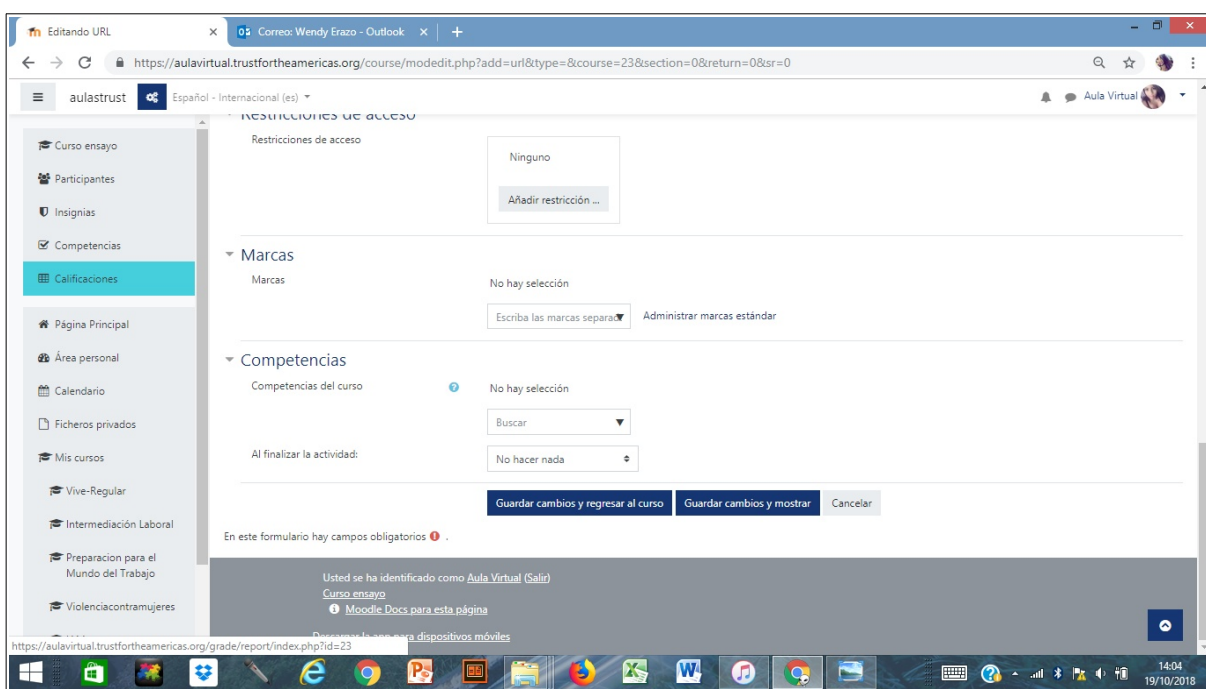 Editando URL
Correo: Wendy Erazo - Outlook
https://aulavirtual.trustfortheamericas.org/course/modedit.php?add=url&type=&course=23&section=0&return=0&sr=0
aulastrust
Español - Internacional (es)
Aula Virtual
Curso ensayo
Participantes
Insignias
Competencias
Calificaciones
Página Principal
Área personal
Calendario
Ficheros privados
Mis cursos
Vive-Regular
Intermediación Laboral
Preparacion para el
Mundo del Trabajo
Violenciacontramujeres
Restricciones de acceso
Restricciones de acceso
Ninguno
Añadir restricción ...
Marcas
Marcas
No hay selección
Escriba las marcas separad
Administrar marcas estándar
Competencias
Competencias del curso
No hay selección
Buscar
Al finalizar la actividad:
No hacer nada
Guardar cambios y regresar al curso
Guardar cambios y mostrar
Cancelar
En este formulario hay campos obligatorios .
Usted se ha identificado como Aula Virtual (Salir)
Curso ensayo
Moodle Docs para esta página
Descargar la app para dispositivos móviles
https://aulavirtual.trustfortheamericas.org/grade/report/index.php?id=23
14:04
19/10/2018